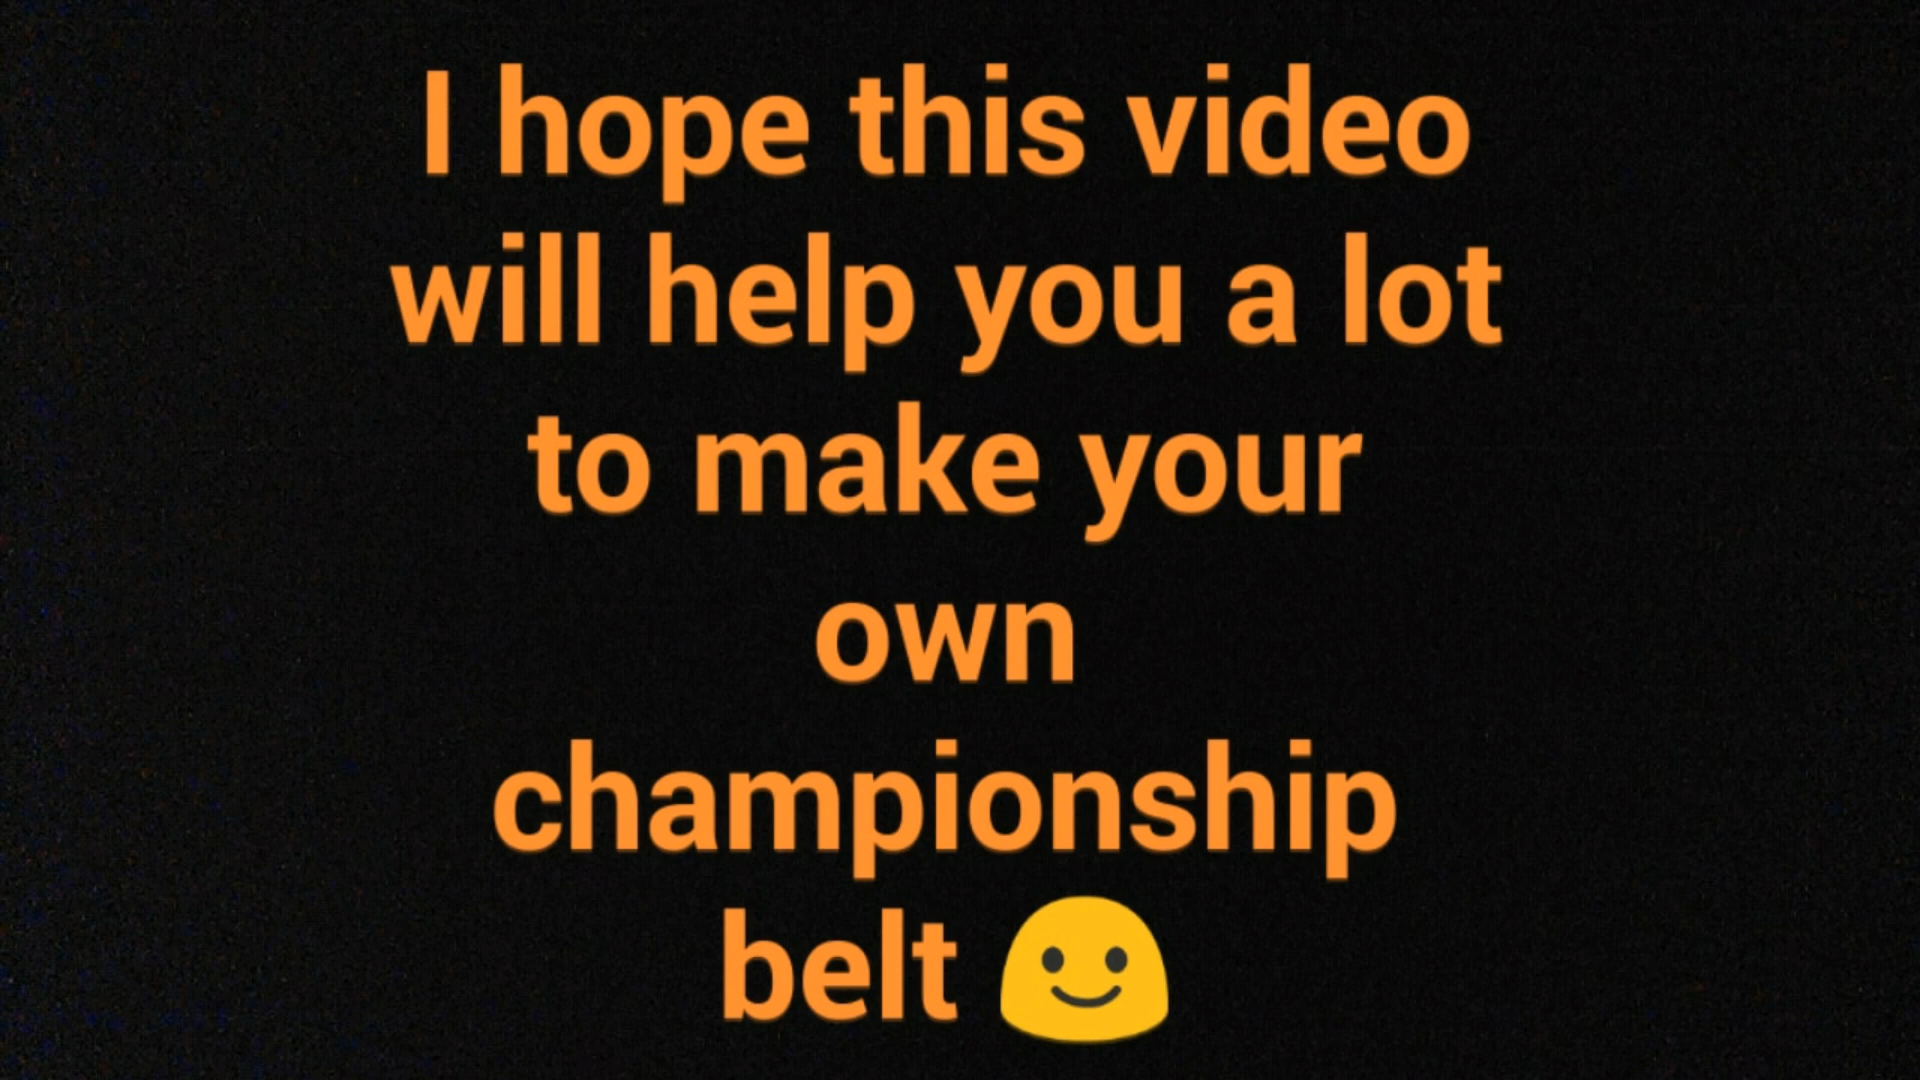 I hope this video
will help you a lot
to make your
own
championship
belt 🙂